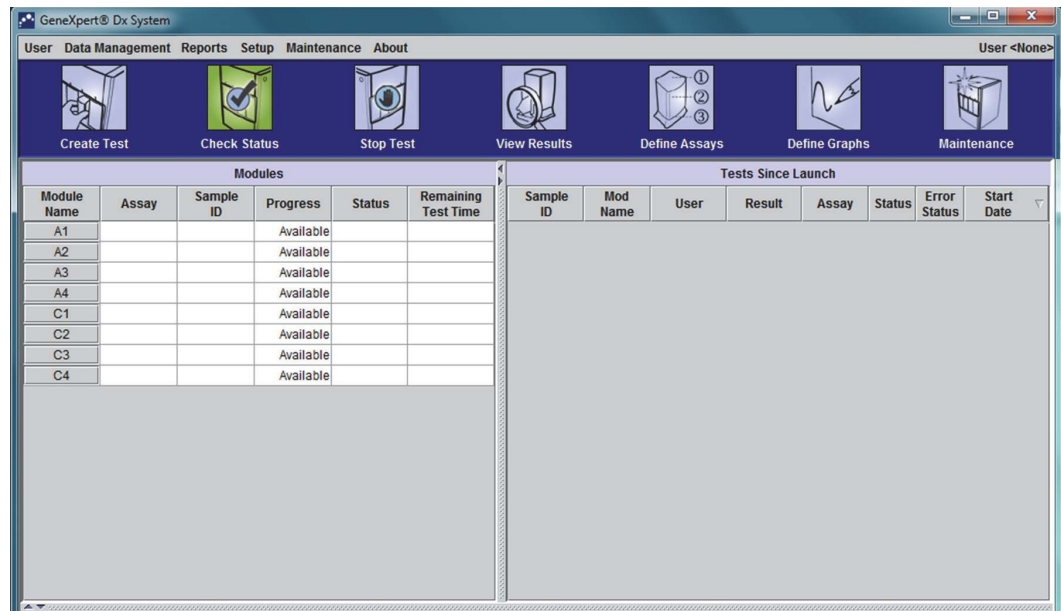 GeneXpert® Dx System
User Data Management Reports Setup Maintenance About User <None>
Create Test Check Status Stop Test View Results Define Assays Define Graphs Maintenance
① ② ③
Modules
Module Name Assay Sample ID Progress Status Remaining Test Time
A1 Available
A2 Available
A3 Available
A4 Available
C1 Available
C2 Available
C3 Available
C4 Available
Tests Since Launch
Sample ID Mod Name User Result Assay Status Error Status Start Date